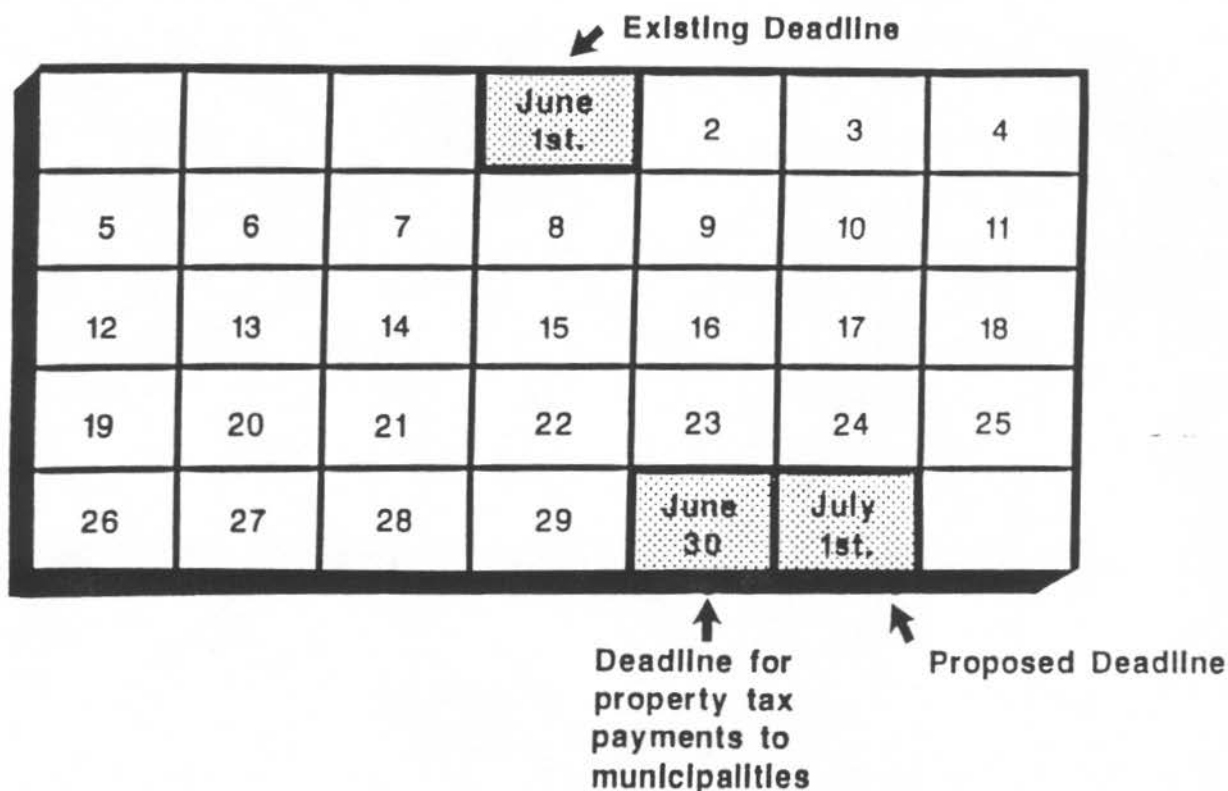 Existing Deadline
June 1st. 2 3 4
5 6 7 8 9 10 11
12 13 14 15 16 17 18
19 20 21 22 23 24 25
26 27 28 29 June 30 July 1st.
Deadline for
property tax
payments to
municipalities
Proposed Deadline